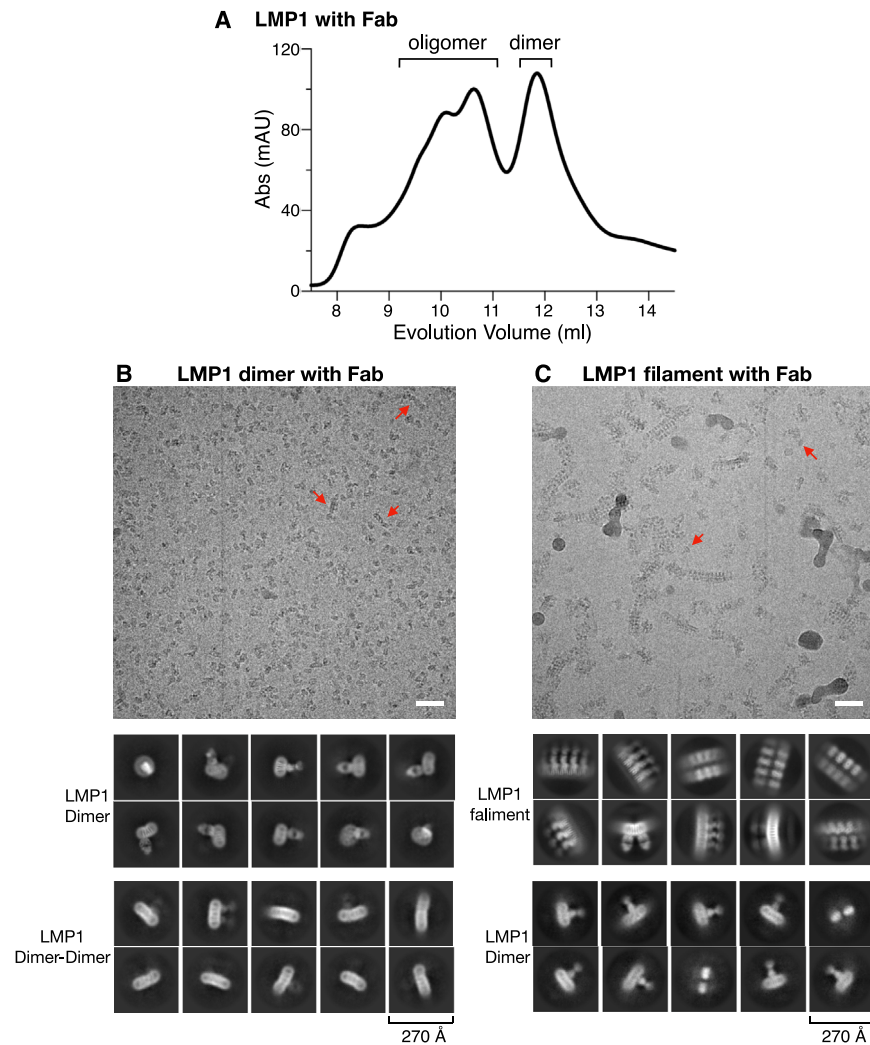 A LMP1 with Fab
oligomer
dimer
120
80
40
0
Abs (mAU)
8 9 10 11 12 13 14
Evolution Volume (ml)
B LMP1 dimer with Fab
LMP1
Dimer
LMP1
Dimer-Dimer
270 Å
C LMP1 filament with Fab
LMP1
faliment
LMP1
Dimer
270 Å